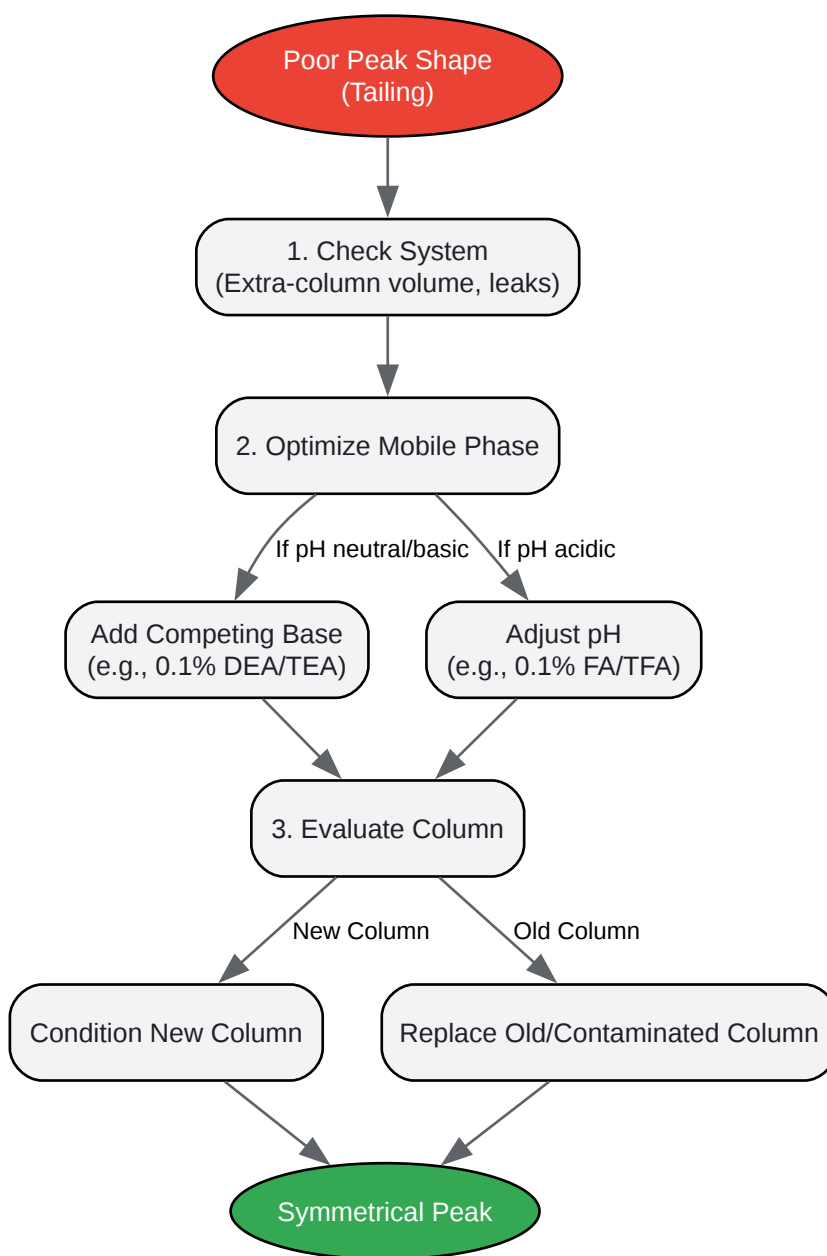 Poor Peak Shape
(Tailing)
1. Check System
(Extra-column volume, leaks)
2. Optimize Mobile Phase
If pH neutral/basic
If pH acidic
Add Competing Base
(e.g., 0.1% DEA/TEA)
Adjust pH
(e.g., 0.1% FA/TFA)
3. Evaluate Column
New Column
Old Column
Condition New Column
Replace Old/Contaminated Column
Symmetrical Peak